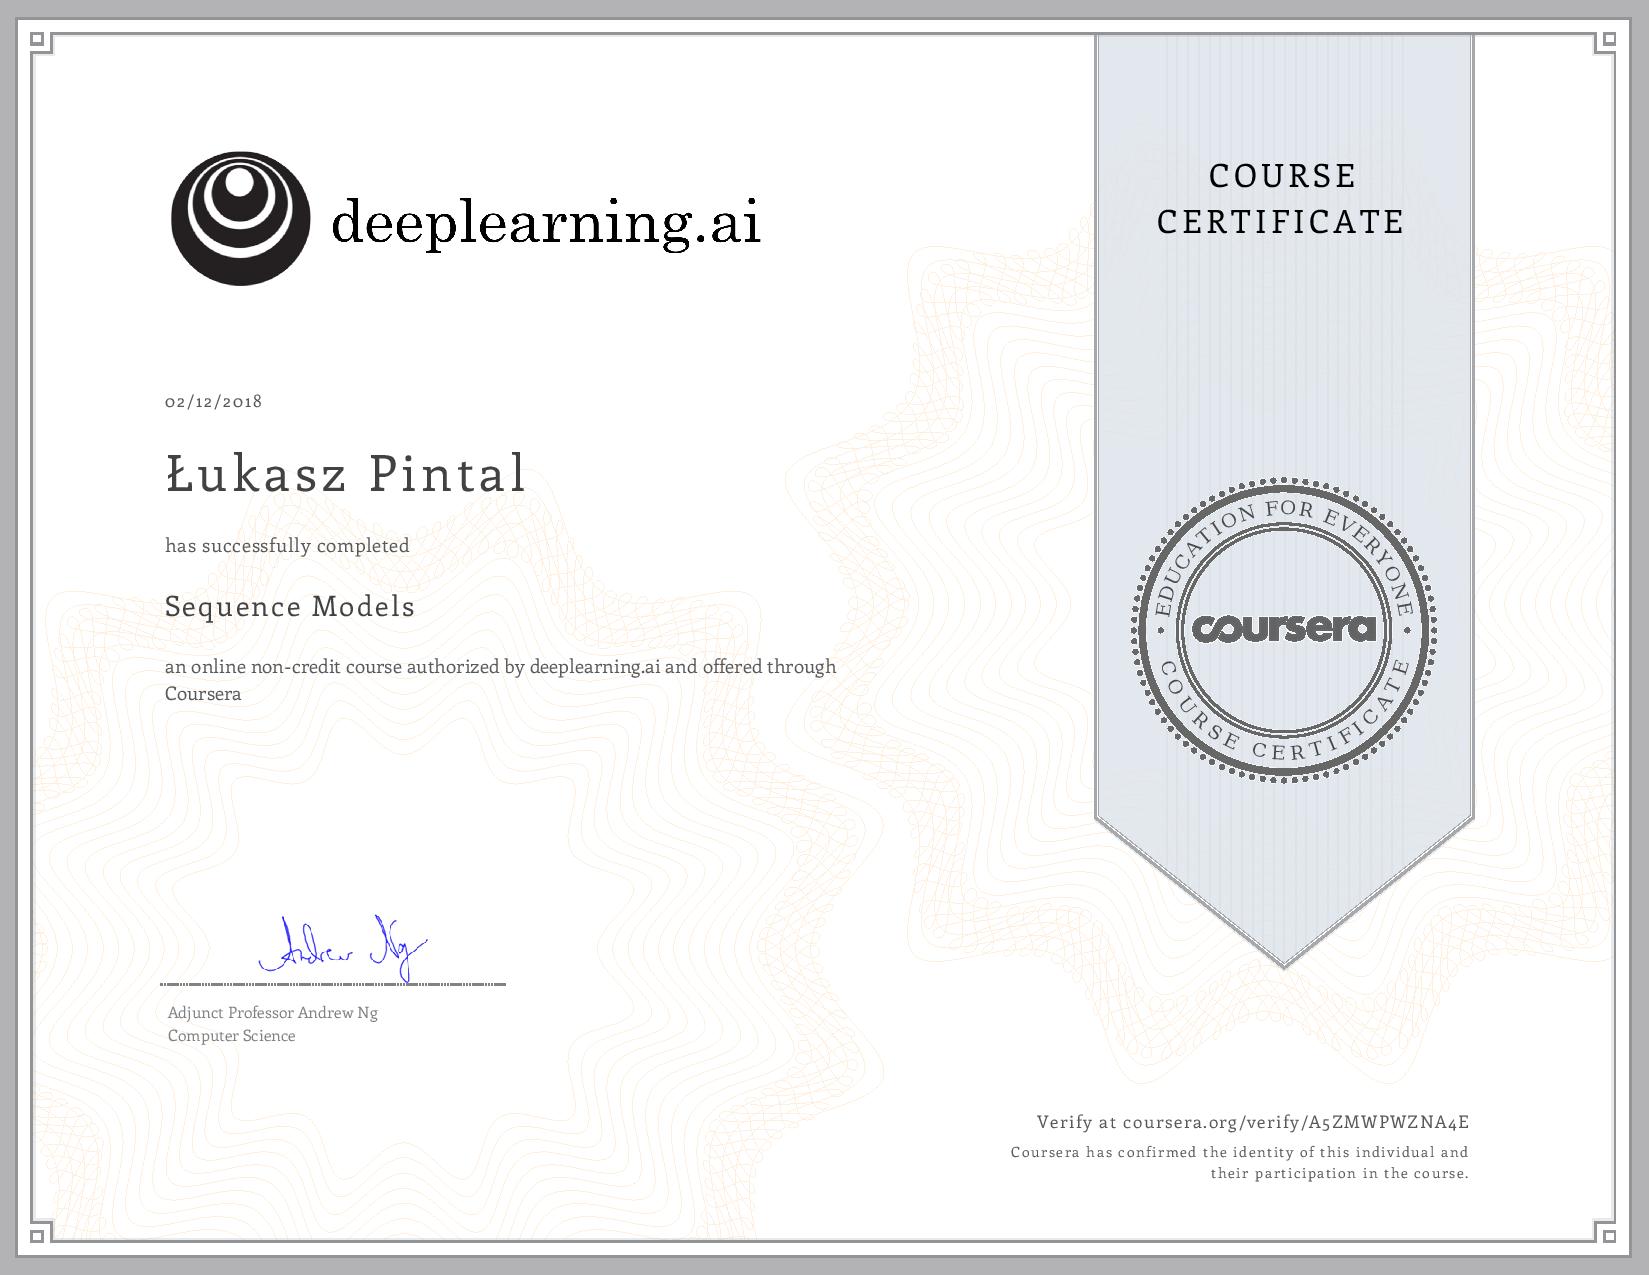 deeplearning.ai
COURSE
CERTIFICATE
02/12/2018
Łukasz Pintal
has successfully completed
Sequence Models
an online non-credit course authorized by deeplearning.ai and offered through
Coursera
EDUCATION FOR EVERYONE
coursera
COURSE CERTIFICATE
Andrew Ng
Adjunct Professor Andrew Ng
Computer Science
Verify at coursera.org/verify/A5ZMWPWZNA4E
Coursera has confirmed the identity of this individual and
their participation in the course.